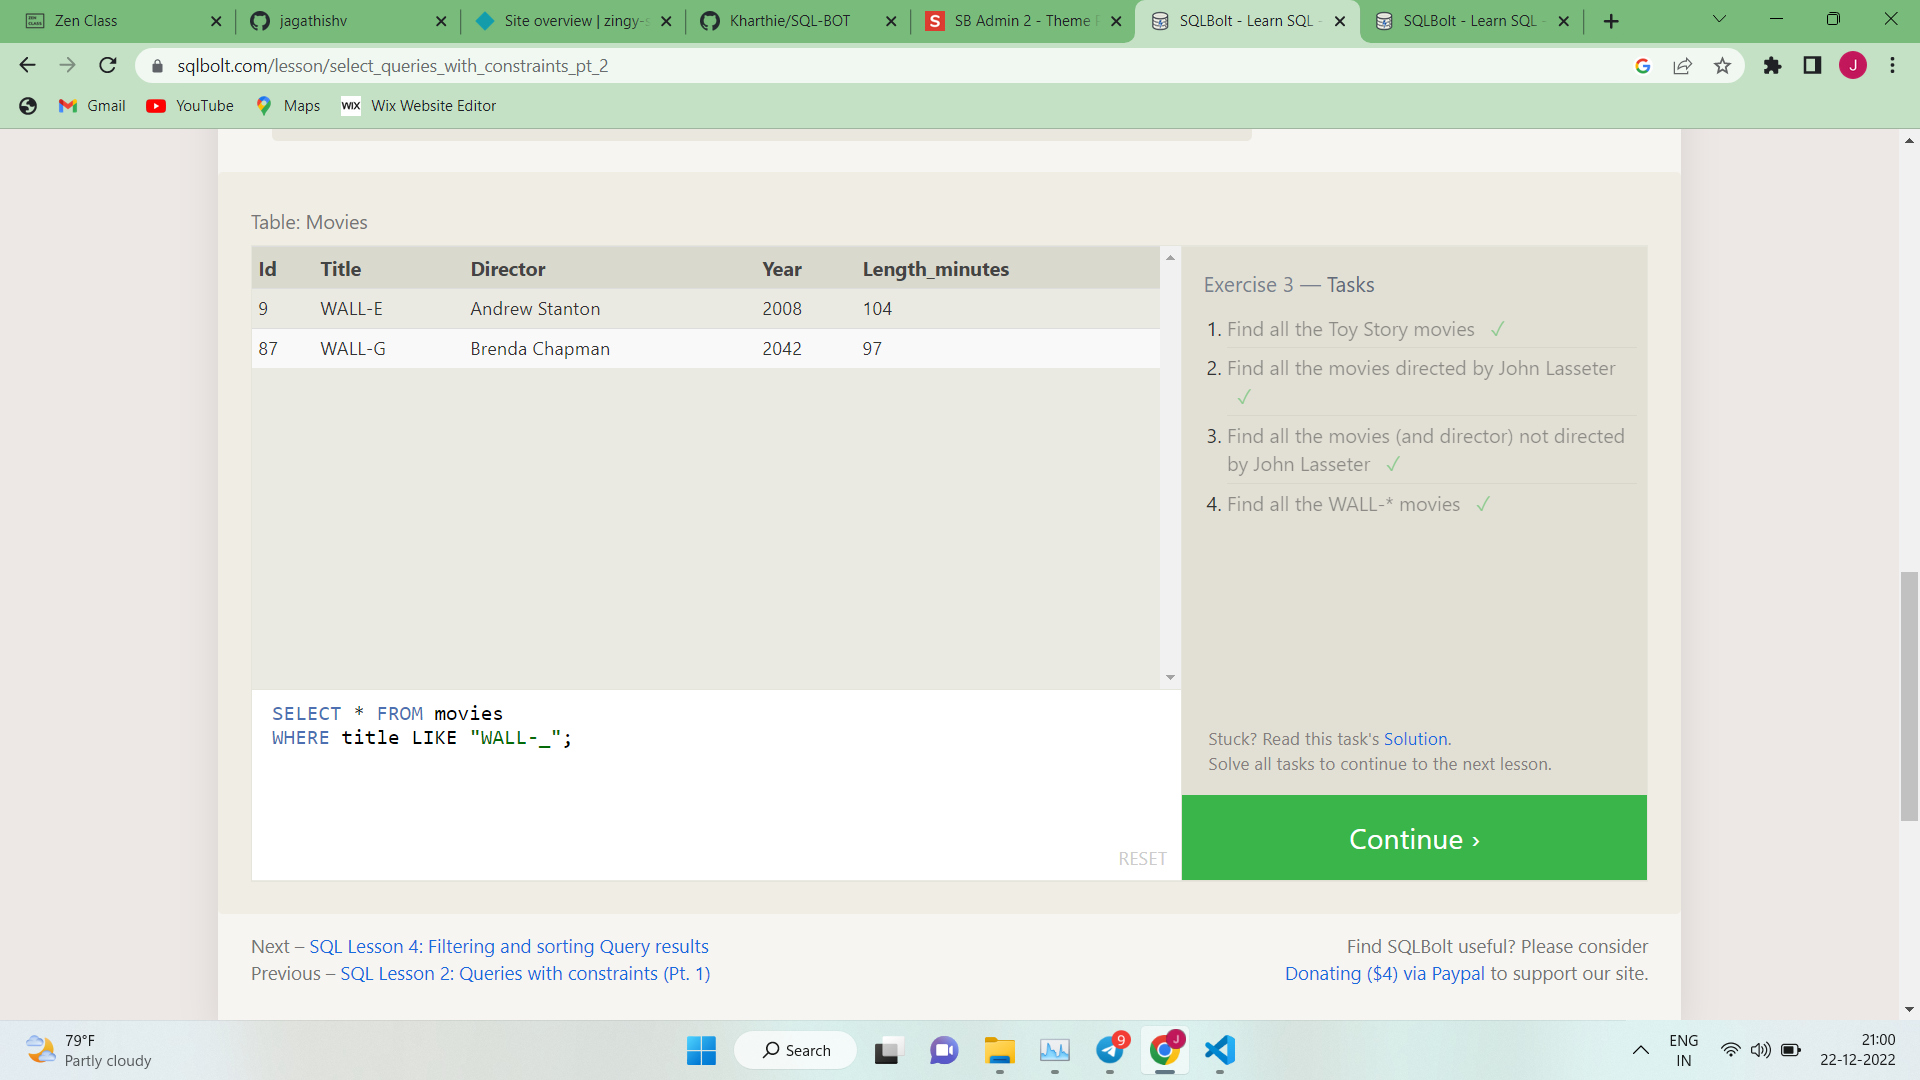 Zen Class
jagathishv
Site overview | zingy-s
Kharthie/SQL-BOT
SB Admin 2 - Theme P
SQLBolt - Learn SQL -
SQLBolt - Learn SQL -
sqlbolt.com/lesson/select_queries_with_constraints_pt_2
J
Gmail
YouTube
Maps
WIX Wix Website Editor
Table: Movies
Id Title Director Year Length_minutes
9 WALL-E Andrew Stanton 2008 104
87 WALL-G Brenda Chapman 2042 97
Exercise 3 — Tasks
1. Find all the Toy Story movies ✓
2. Find all the movies directed by John Lasseter
✓
3. Find all the movies (and director) not directed
by John Lasseter ✓
4. Find all the WALL-* movies ✓
SELECT * FROM movies
WHERE title LIKE "WALL-_";
RESET
Stuck? Read this task's Solution.
Solve all tasks to continue to the next lesson.
Continue ›
Next – SQL Lesson 4: Filtering and sorting Query results
Previous – SQL Lesson 2: Queries with constraints (Pt. 1)
Find SQLBolt useful? Please consider
Donating ($4) via Paypal to support our site.
79°F
Partly cloudy
Search
9
J
ENG
IN
21:00
22-12-2022